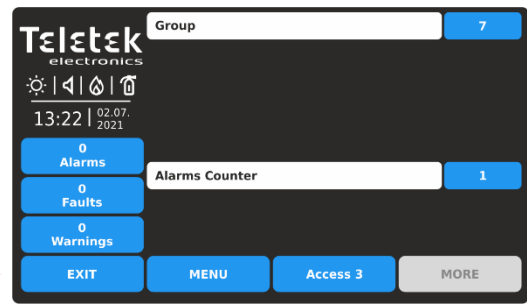 Teletek
electronics
13:22 02.07.
2021
0
Alarms
0
Faults
0
Warnings
Group 7
Alarms Counter 1
EXIT MENU Access 3 MORE